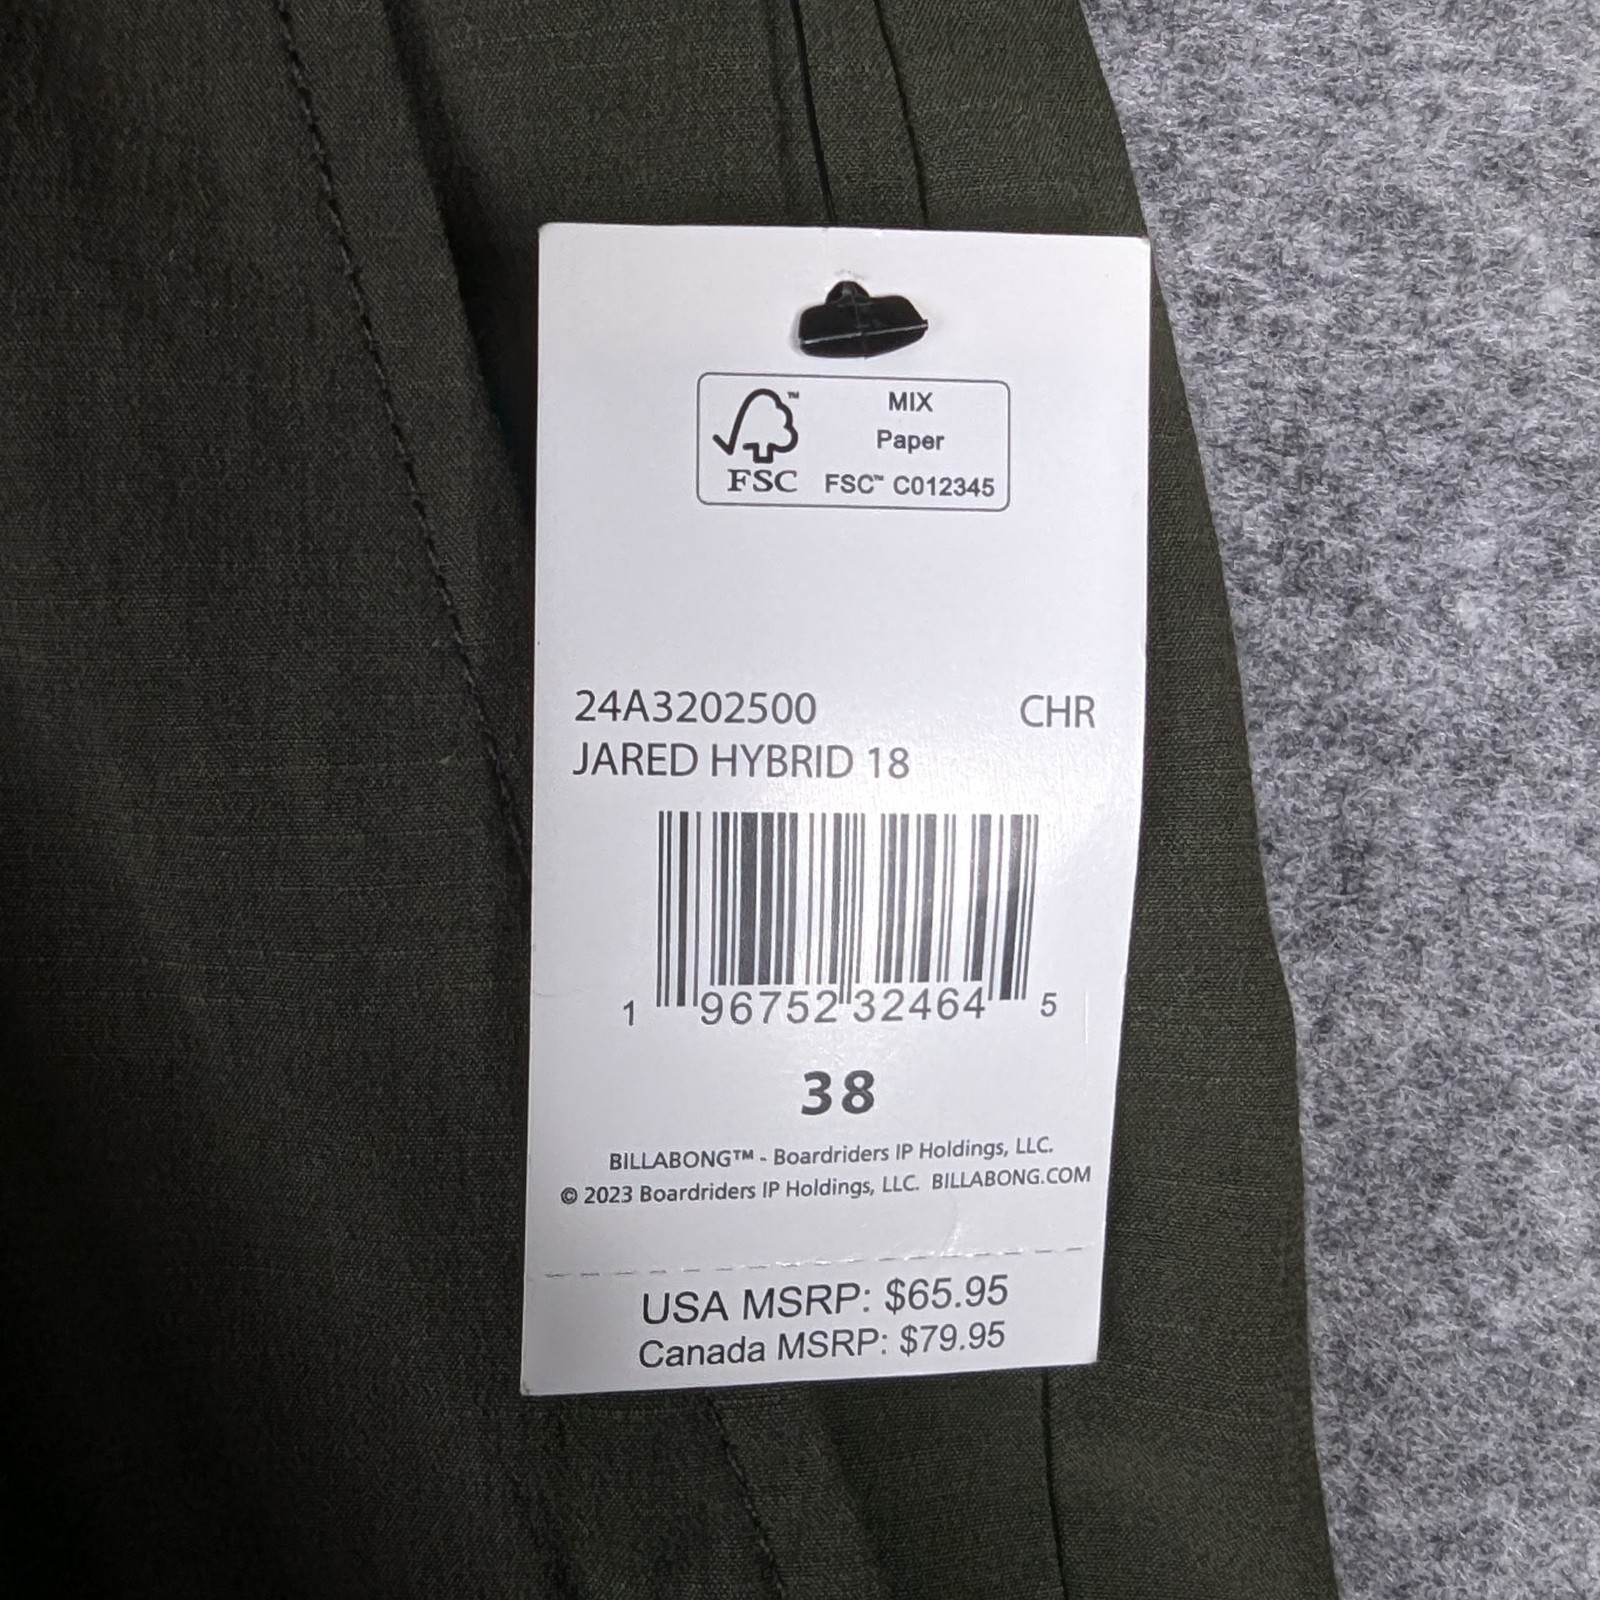 MIX
Paper
FSC™ FSC™ C012345
24A3202500 CHR
JARED HYBRID 18
1 96752 32464 5
38
BILLABONG™ - Boardriders IP Holdings, LLC.
© 2023 Boardriders IP Holdings, LLC. BILLABONG.COM
USA MSRP: $65.95
Canada MSRP: $79.95